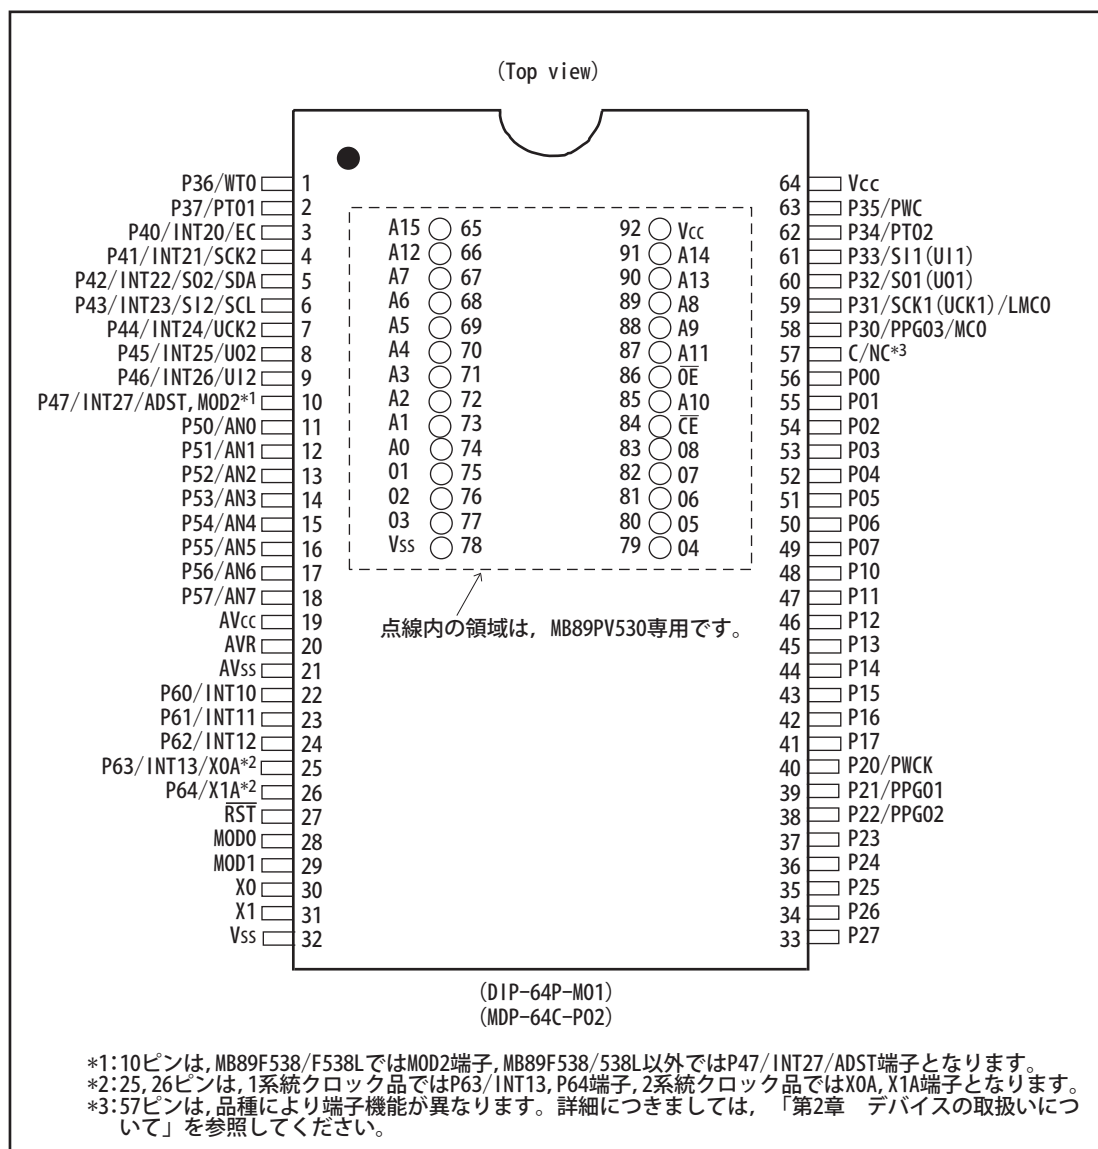 (Top view)
P36/WTO 1
P37/PTO1 2
P40/INT20/EC 3
P41/INT21/SCK2 4
P42/INT22/SO2/SDA 5
P43/INT23/SI2/SCL 6
P44/INT24/UCK2 7
P45/INT25/UO2 8
P46/INT26/UI2 9
P47/INT27/ADST,MOD2*1 10
P50/AN0 11
P51/AN1 12
P52/AN2 13
P53/AN3 14
P54/AN4 15
P55/AN5 16
P56/AN6 17
P57/AN7 18
AVcc 19
AVR 20
AVss 21
P60/INT10 22
P61/INT11 23
P62/INT12 24
P63/INT13/X0A*2 25
P64/X1A*2 26
R̅S̅T̅ 27
MOD0 28
MOD1 29
X0 30
X1 31
Vss 32
A15 65
A12 66
A7 67
A6 68
A5 69
A4 70
A3 71
A2 72
A1 73
A0 74
O1 75
O2 76
O3 77
Vss 78
92 Vcc
91 A14
90 A13
89 A8
88 A9
87 A11
86 O̅E̅
85 A10
84 C̅E̅
83 O8
82 O7
81 O6
80 O5
79 O4
点線内の領域は，MB89PV530専用です。
64 Vcc
63 P35/PWC
62 P34/PTO2
61 P33/SI1(UI1)
60 P32/SO1(UO1)
59 P31/SCK1(UCK1)/LMCO
58 P30/PPGO3/MCO
57 C/NC*3
56 P00
55 P01
54 P02
53 P03
52 P04
51 P05
50 P06
49 P07
48 P10
47 P11
46 P12
45 P13
44 P14
43 P15
42 P16
41 P17
40 P20/PWCK
39 P21/PPGO1
38 P22/PPGO2
37 P23
36 P24
35 P25
34 P26
33 P27
(DIP-64P-M01)
(MDP-64C-P02)
*1:10ピンは,MB89F538/F538LではMOD2端子,MB89F538/538L以外ではP47/INT27/ADST端子となります。
*2:25,26ピンは,1系統クロック品ではP63/INT13,P64端子,2系統クロック品ではX0A,X1A端子となります。
*3:57ピンは,品種により端子機能が異なります。詳細につきましては，「第2章　デバイスの取扱いにつ
いて」を参照してください。